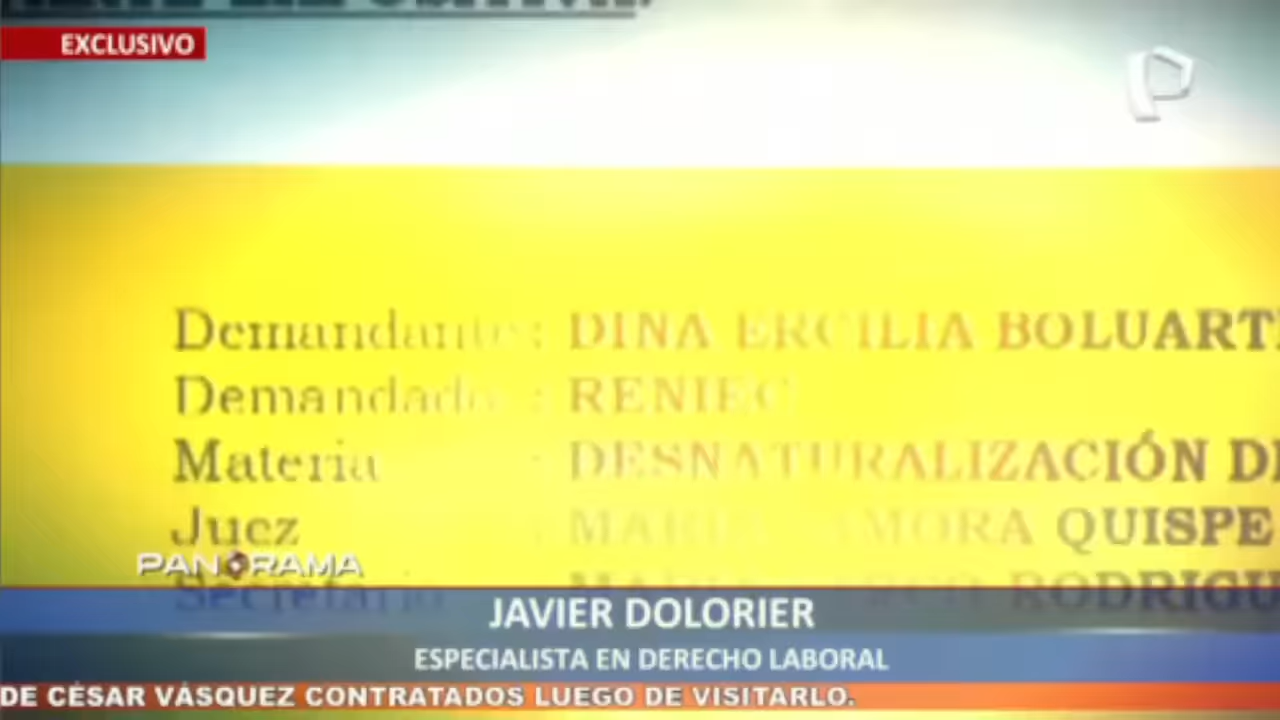 EXCLUSIVO
Demandante : DINA ERCILIA BOLUART
Demandado : RENIEC
Materia : DESNATURALIZACIÓN
Juez : QUISPE
PANORAMA
Secretario
JAVIER DOLORIER
ESPECIALISTA EN DERECHO LABORAL
DE CÉSAR VÁSQUEZ CONTRATADOS LUEGO DE VISITARLO.